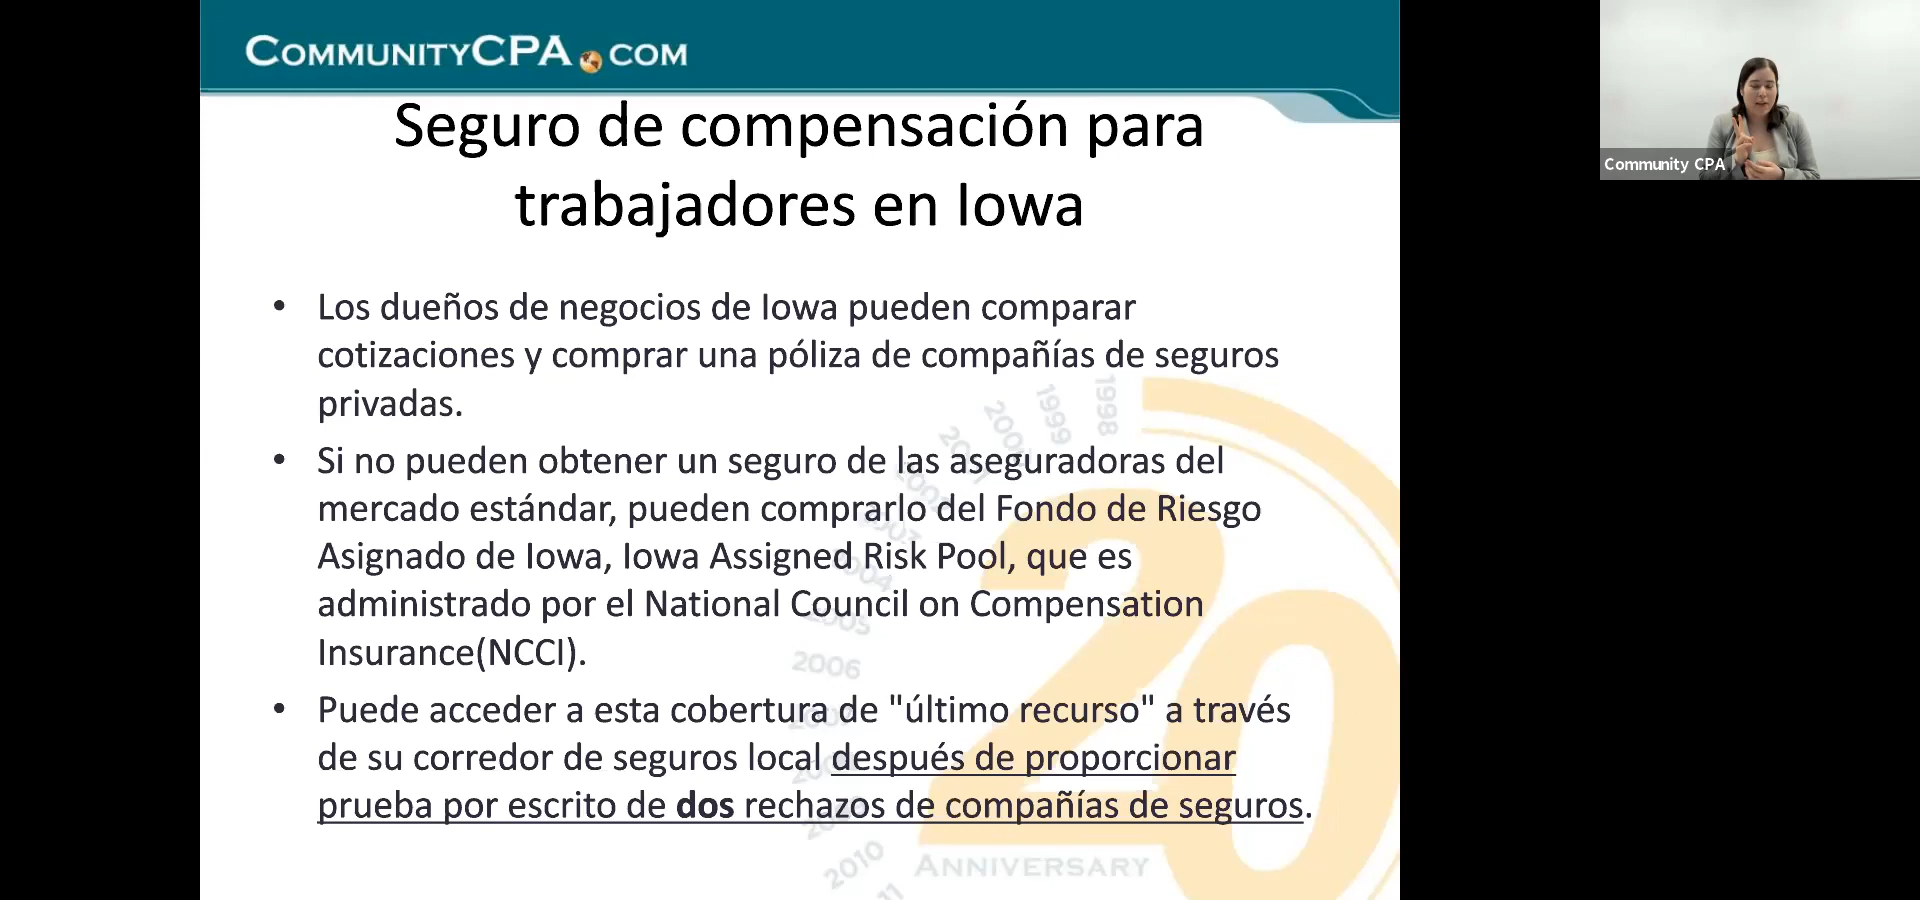 COMMUNITYCPA.COM
Seguro de compensación para
trabajadores en Iowa
• Los dueños de negocios de Iowa pueden comparar
cotizaciones y comprar una póliza de compañías de seguros
privadas.
• Si no pueden obtener un seguro de las aseguradoras del
mercado estándar, pueden comprarlo del Fondo de Riesgo
Asignado de Iowa, Iowa Assigned Risk Pool, que es
administrado por el National Council on Compensation
Insurance(NCCI).
• Puede acceder a esta cobertura de "último recurso" a través
de su corredor de seguros local después de proporcionar
prueba por escrito de dos rechazos de compañías de seguros.
1998
1999
2004
2005
2006
2010
11
20
ANNIVERSARY
Community CPA